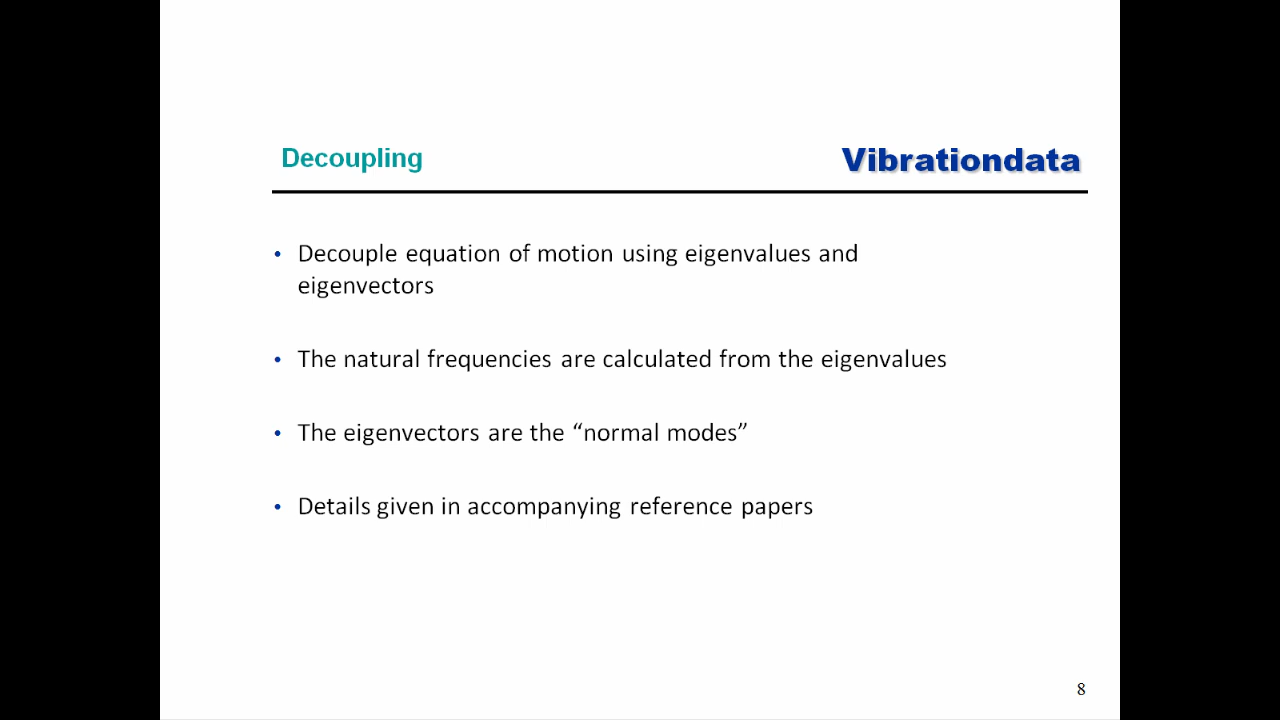 Decoupling
Vibrationdata
• Decouple equation of motion using eigenvalues and
eigenvectors
• The natural frequencies are calculated from the eigenvalues
• The eigenvectors are the “normal modes”
• Details given in accompanying reference papers
8